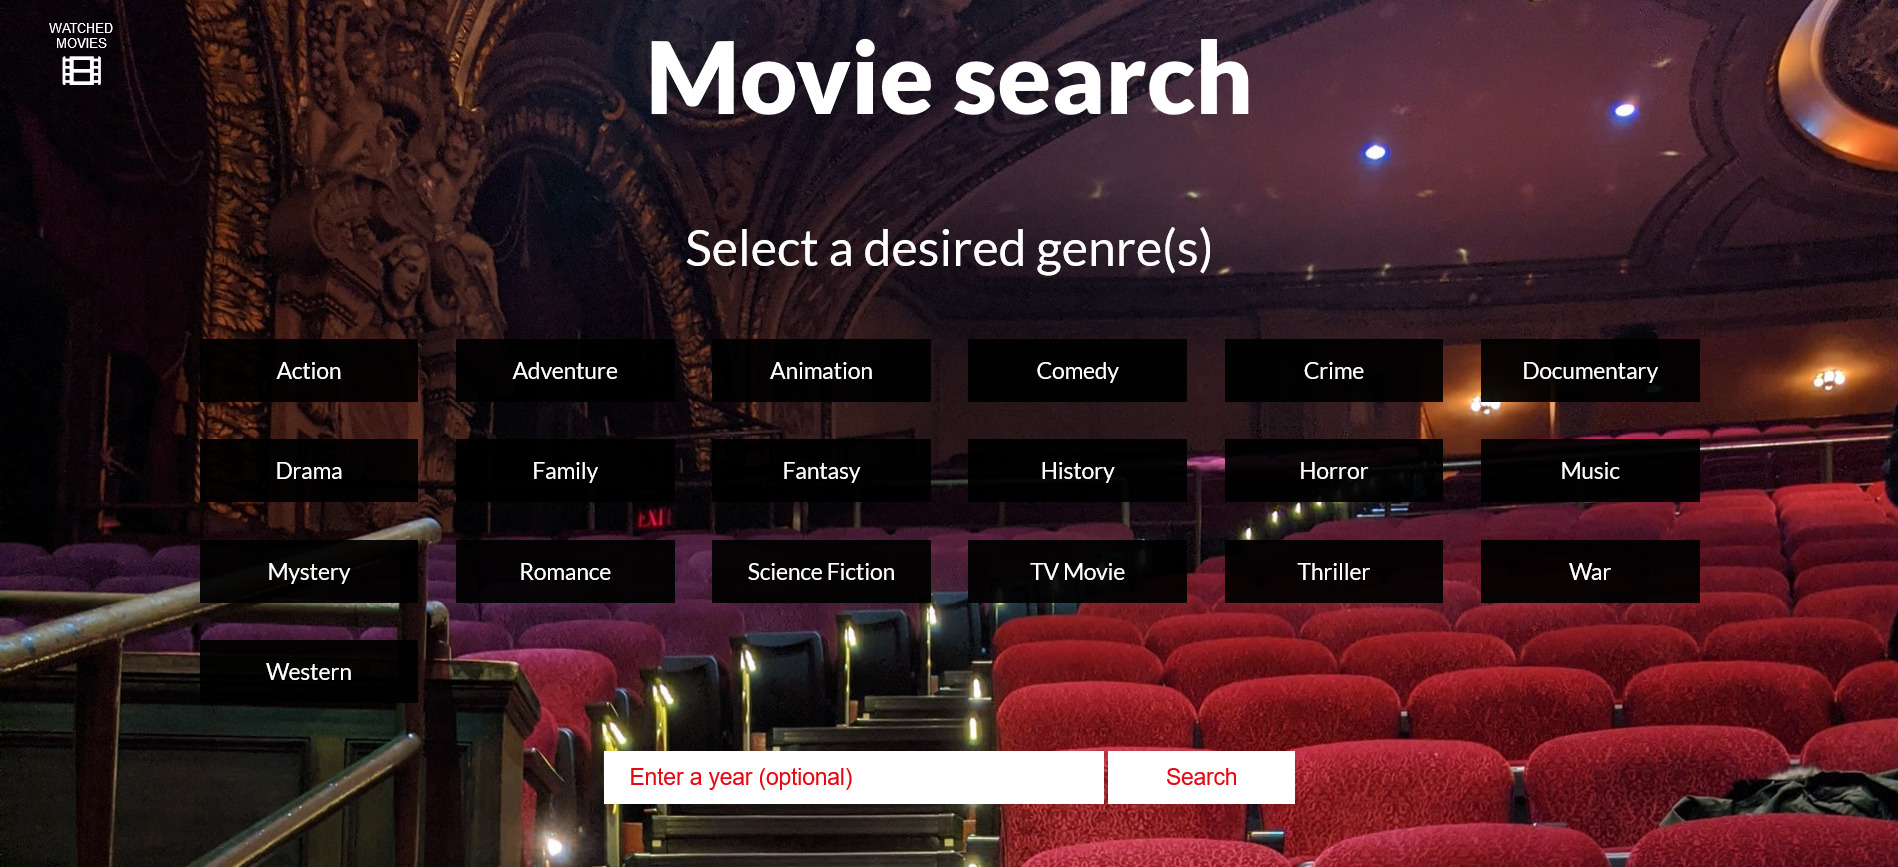 WATCHED
MOVIES
Movie search
Select a desired genre(s)
Action Adventure Animation Comedy Crime Documentary
Drama Family Fantasy History Horror Music
EXIT
Mystery Romance Science Fiction TV Movie Thriller War
Western
Enter a year (optional) Search